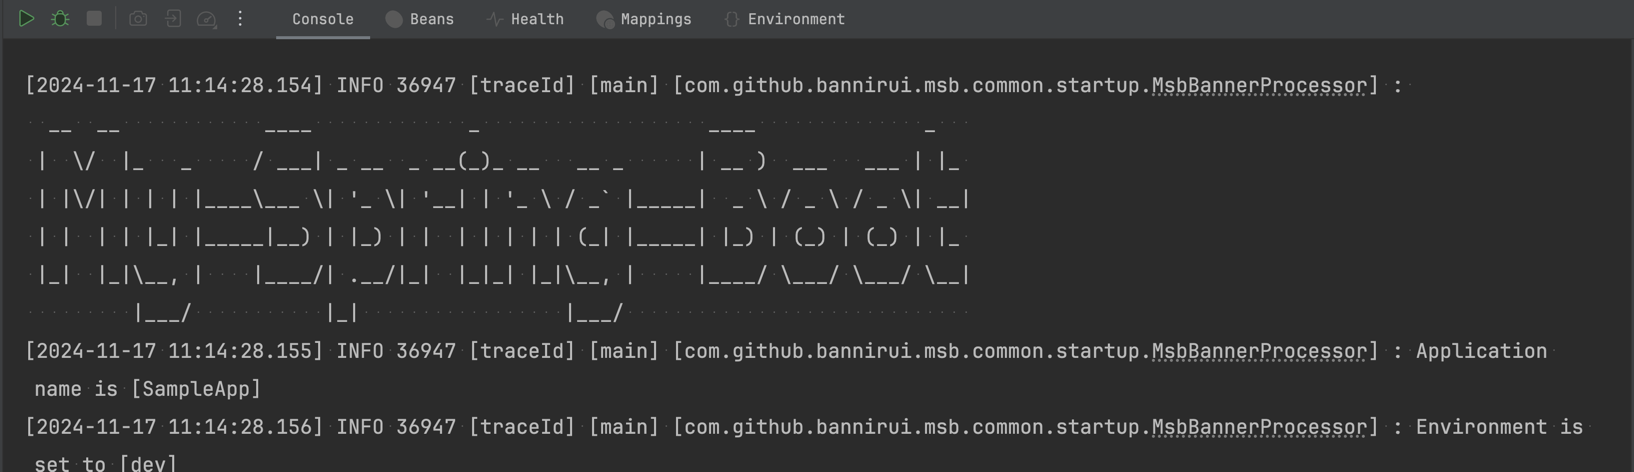 Console Beans Health Mappings Environment
[2024-11-17 11:14:28.154] INFO 36947 [traceId] [main] [com.github.bannirui.msb.common.startup.MsbBannerProcessor] :
  __  __            ____             _                   ____              _
 |  \/  |_   _     / ___| _ __  _ __(_)_ __   __ _      | __ )  ___   ___ | |_
 | |\/| | | | |____\___ \| '_ \| '__| | '_ \ / _` |_____|  _ \ / _ \ / _ \| __|
 | |  | | |_| |_____|__) | |_) | |  | | | | | (_| |_____| |_) | (_) | (_) | |_
 |_|  |_|\__, |    |____/| .__/|_|  |_|_| |_|\__, |     |____/ \___/ \___/ \__|
         |___/           |_|                 |___/
[2024-11-17 11:14:28.155] INFO 36947 [traceId] [main] [com.github.bannirui.msb.common.startup.MsbBannerProcessor] : Application
name is [SampleApp]
[2024-11-17 11:14:28.156] INFO 36947 [traceId] [main] [com.github.bannirui.msb.common.startup.MsbBannerProcessor] : Environment is
set to [dev]